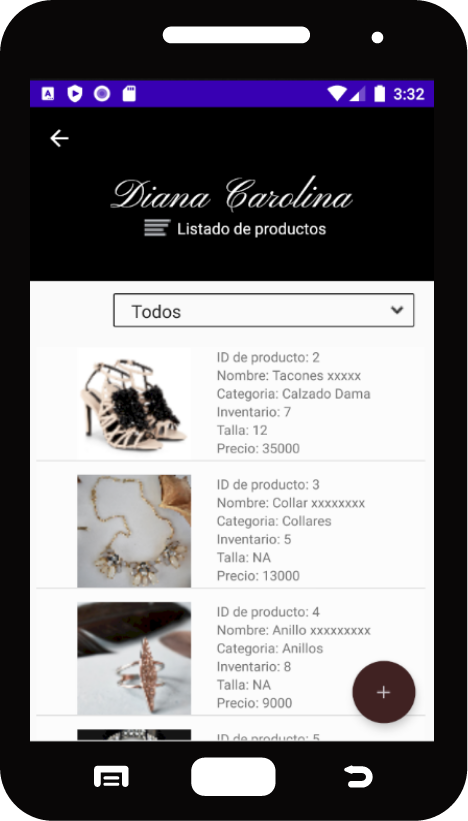 3:32
Diana Carolina
Listado de productos
Todos
ID de producto: 2
Nombre: Tacones xxxxx
Categoria: Calzado Dama
Inventario: 7
Talla: 12
Precio: 35000
ID de producto: 3
Nombre: Collar xxxxxxxx
Categoria: Collares
Inventario: 5
Talla: NA
Precio: 13000
ID de producto: 4
Nombre: Anillo xxxxxxxxx
Categoria: Anillos
Inventario: 8
Talla: NA
Precio: 9000
ID de producto: 5